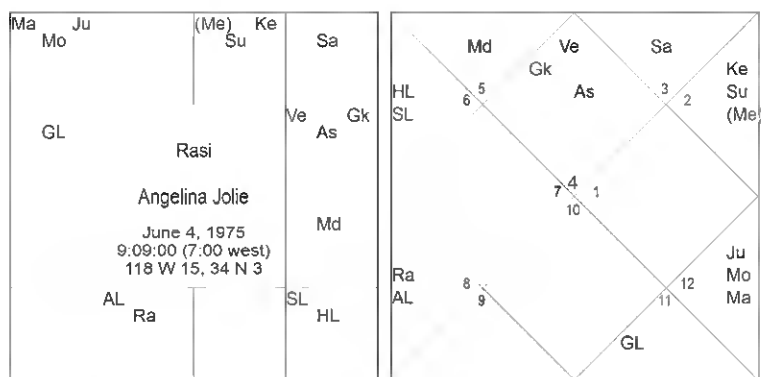 Ma Ju (Me) Ke
Mo Su Sa
Ve Gk
GL As
Rasi
Angelina Jolie
June 4, 1975
9:09:00 (7:00 west)
118 W 15, 34 N 3
Md
AL SL
Ra HL
Md Ve Sa
Gk Ke
HL 5 As 3 Su
SL 6 2 (Me)
4
7 1
10
Ju
Ra 8 12 Mo
AL 9 11 Ma
GL